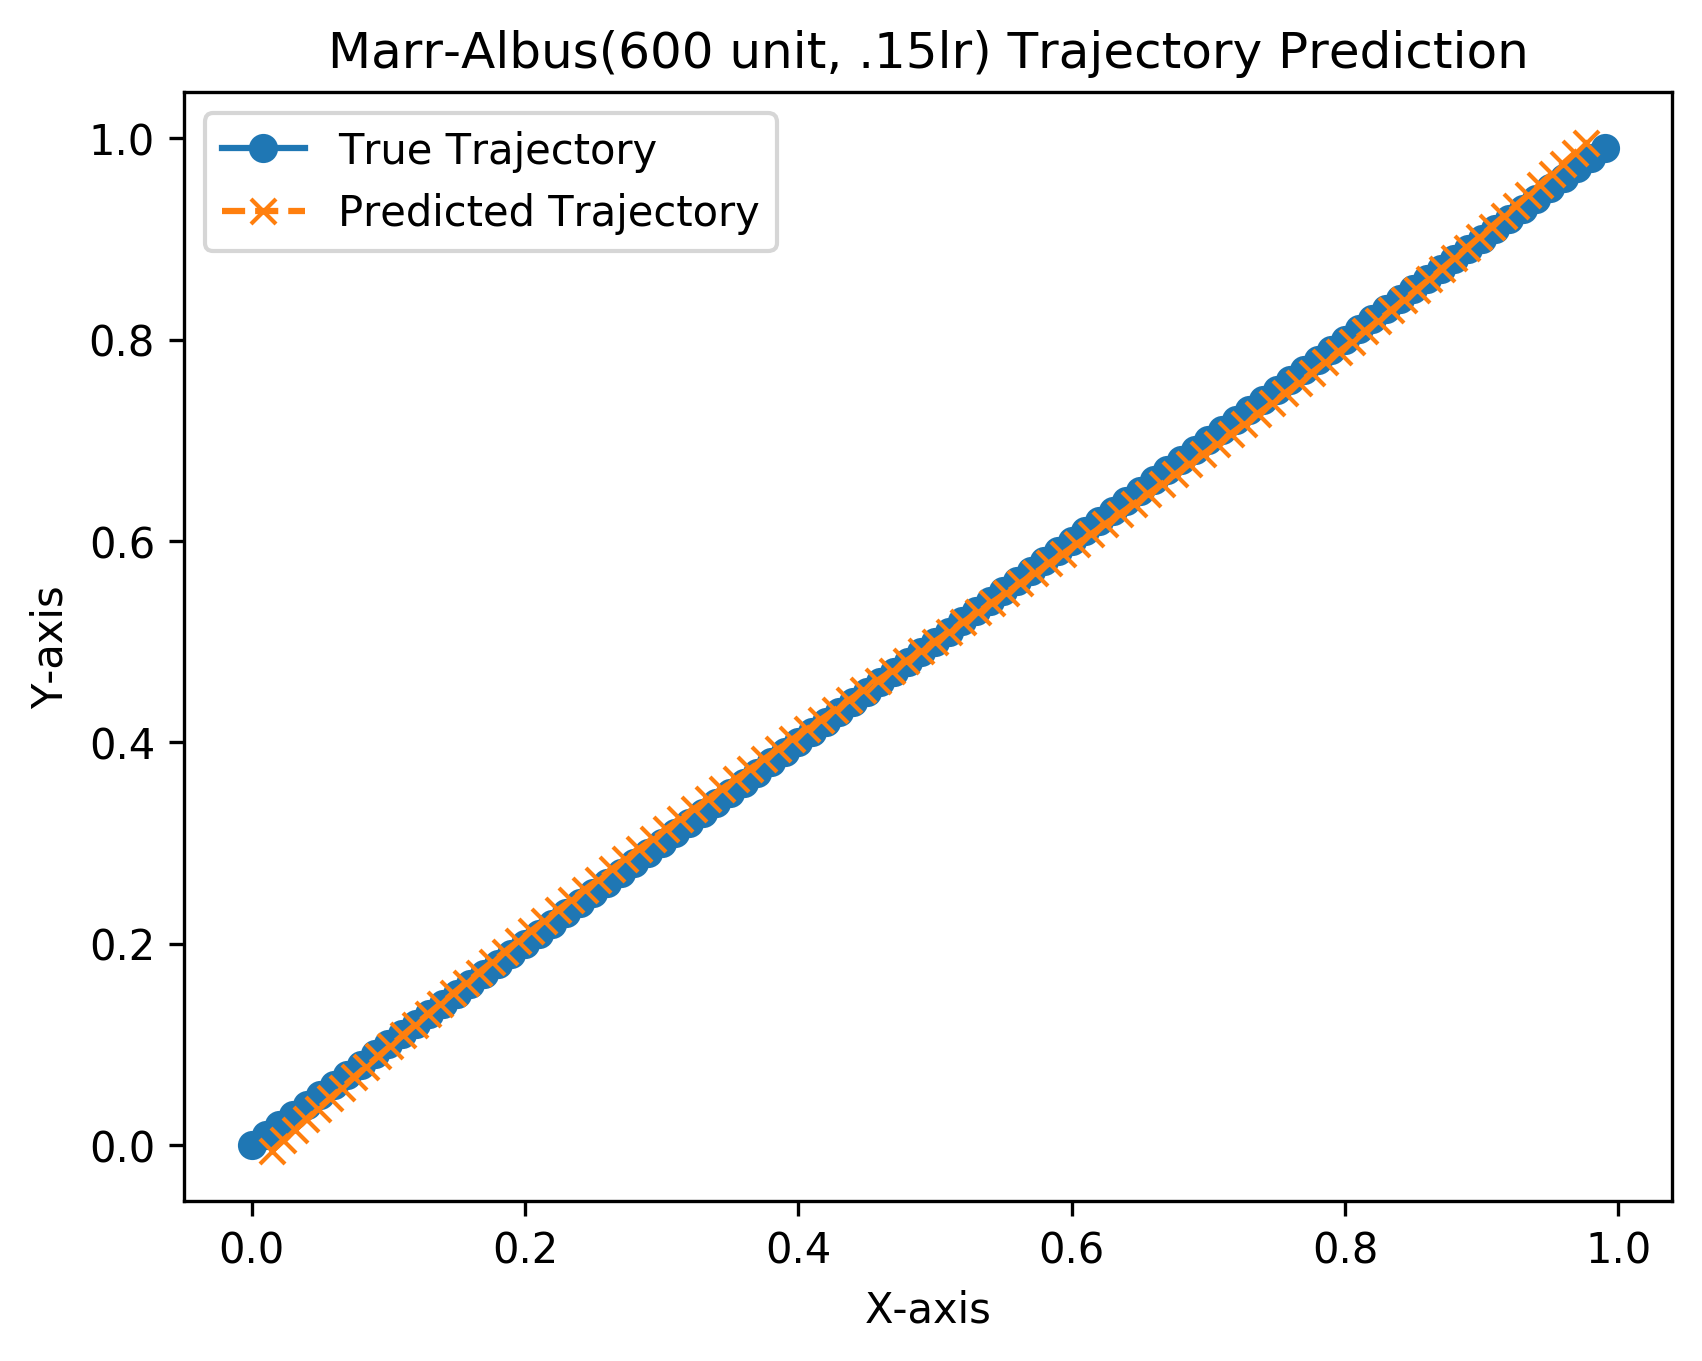 Marr-Albus(600 unit, .15lr) Trajectory Prediction
True Trajectory
Predicted Trajectory
1.0
0.8
0.6
0.4
0.2
0.0
Y-axis
0.0 0.2 0.4 0.6 0.8 1.0
X-axis